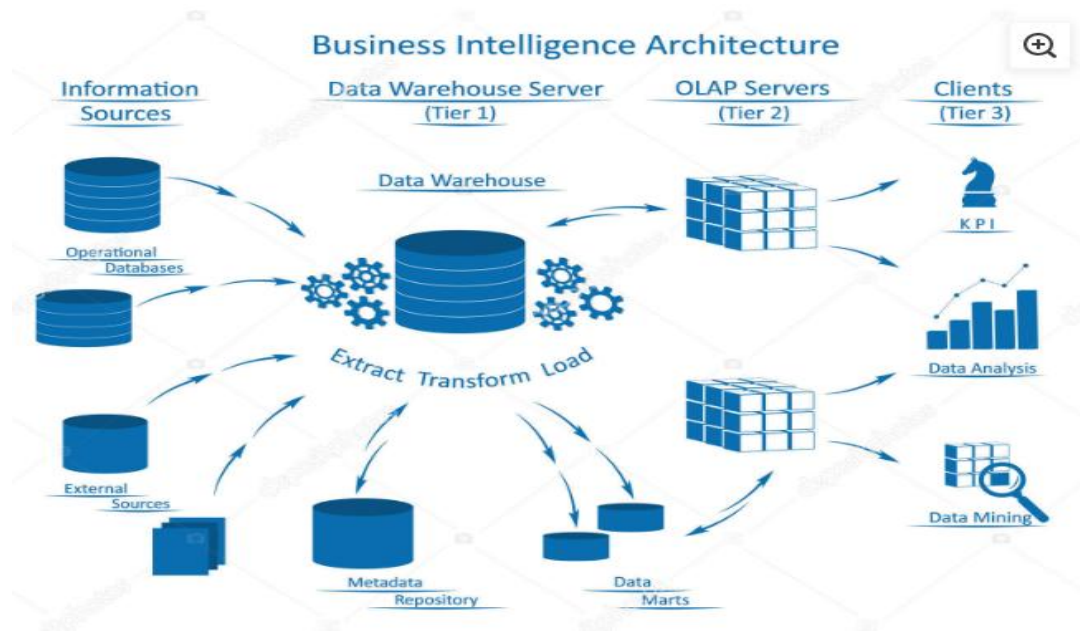 Business Intelligence Architecture
Information
Sources
Data Warehouse Server
(Tier 1)
OLAP Servers
(Tier 2)
Clients
(Tier 3)
Data Warehouse
Operational
Databases
External
Sources
Extract Transform Load
Metadata
Repository
Data
Marts
KPI
Data Analysis
Data Mining